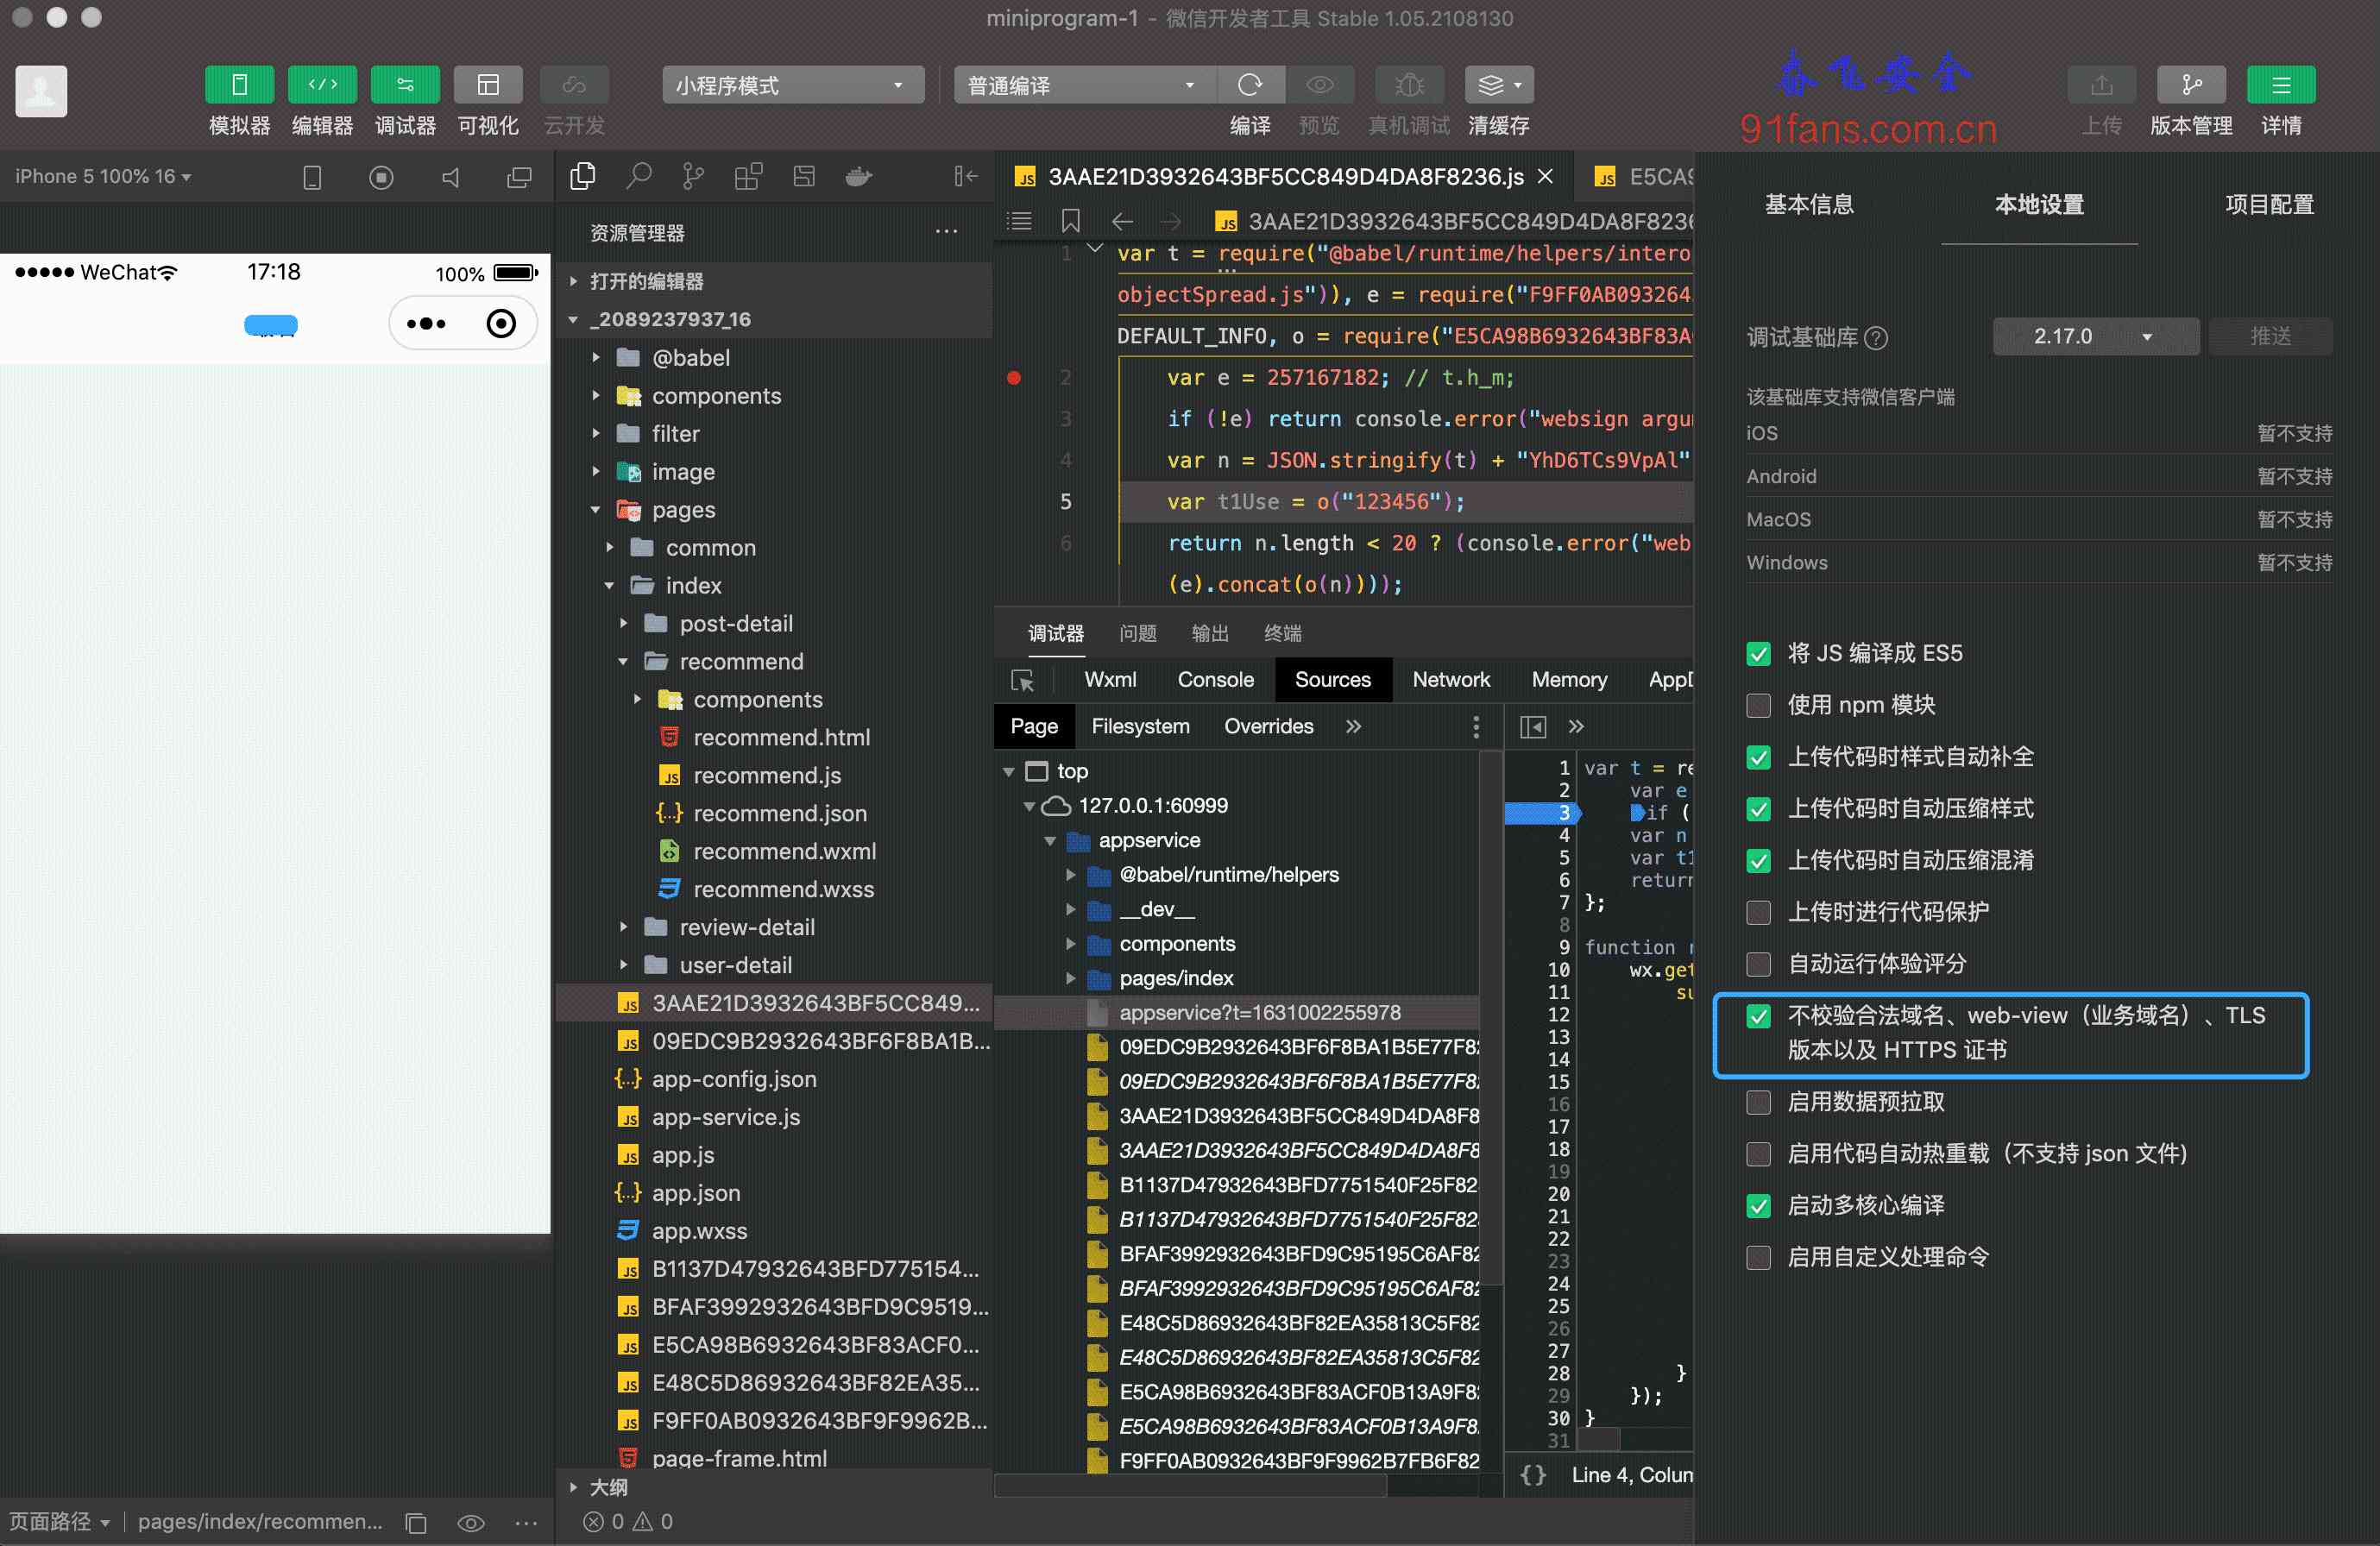 miniprogram-1 - 微信开发者工具 Stable 1.05.2108130
模拟器
编辑器
调试器
可视化
云开发
小程序模式
普通编译
编译
预览
真机调试
清缓存
春飞安全
91fans.com.cn
上传
版本管理
详情
iPhone 5 100% 16
WeChat
17:18
100%
页面路径
pages/index/recommen...
资源管理器
打开的编辑器
_2089237937_16
@babel
components
filter
image
pages
common
index
post-detail
recommend
components
recommend.html
JS recommend.js
{..} recommend.json
recommend.wxml
recommend.wxss
review-detail
user-detail
JS 3AAE21D3932643BF5CC849...
JS 09EDC9B2932643BF6F8BA1B...
{..} app-config.json
JS app-service.js
JS app.js
{..} app.json
app.wxss
JS B1137D47932643BFD775154...
JS BFAF3992932643BFD9C9519...
JS E5CA98B6932643BF83ACF0...
JS E48C5D86932643BF82EA35...
JS F9FF0AB0932643BF9F9962B...
page-frame.html
大纲
0 0
JS 3AAE21D3932643BF5CC849D4DA8F8236.js
JS E5CA9
JS 3AAE21D3932643BF5CC849D4DA8F8236
1 var t = require("@babel/runtime/helpers/intero
objectSpread.js")), e = require("F9FF0AB093264
DEFAULT_INFO, o = require("E5CA98B6932643BF83A
2 var e = 257167182; // t.h_m;
3 if (!e) return console.error("websign argu
4 var n = JSON.stringify(t) + "YhD6TCs9VpAl"
5 var t1Use = o("123456");
6 return n.length < 20 ? (console.error("web
(e).concat(o(n))));
调试器
问题
输出
终端
Wxml
Console
Sources
Network
Memory
AppD
Page
Filesystem
Overrides
top
127.0.0.1:60999
appservice
@babel/runtime/helpers
__dev__
components
pages/index
appservice?t=1631002255978
09EDC9B2932643BF6F8BA1B5E77F82
09EDC9B2932643BF6F8BA1B5E77F82
3AAE21D3932643BF5CC849D4DA8F8
3AAE21D3932643BF5CC849D4DA8F8
B1137D47932643BFD7751540F25F82
B1137D47932643BFD7751540F25F82
BFAF3992932643BFD9C95195C6AF82
BFAF3992932643BFD9C95195C6AF82
E48C5D86932643BF82EA35813C5F82
E48C5D86932643BF82EA35813C5F82
E5CA98B6932643BF83ACF0B13A9F82
E5CA98B6932643BF83ACF0B13A9F8
F9FF0AB0932643BF9F9962B7FB6F82
1 var t = re
2 var e
3 if (
4 var n
5 var t1
6 return
7 };
8
9 function
10 wx.get
11 su
12
13
14
15
16
17
18
19
20
21
22
23
24
25
26
27
28 }
29 });
30 }
31
{} Line 4, Colum
基本信息
本地设置
项目配置
调试基础库 ?
2.17.0
推送
该基础库支持微信客户端
iOS 暂不支持
Android 暂不支持
MacOS 暂不支持
Windows 暂不支持
将 JS 编译成 ES5
使用 npm 模块
上传代码时样式自动补全
上传代码时自动压缩样式
上传代码时自动压缩混淆
上传时进行代码保护
自动运行体验评分
不校验合法域名、web-view（业务域名）、TLS
版本以及 HTTPS 证书
启用数据预拉取
启用代码自动热重载（不支持 json 文件）
启动多核心编译
启用自定义处理命令